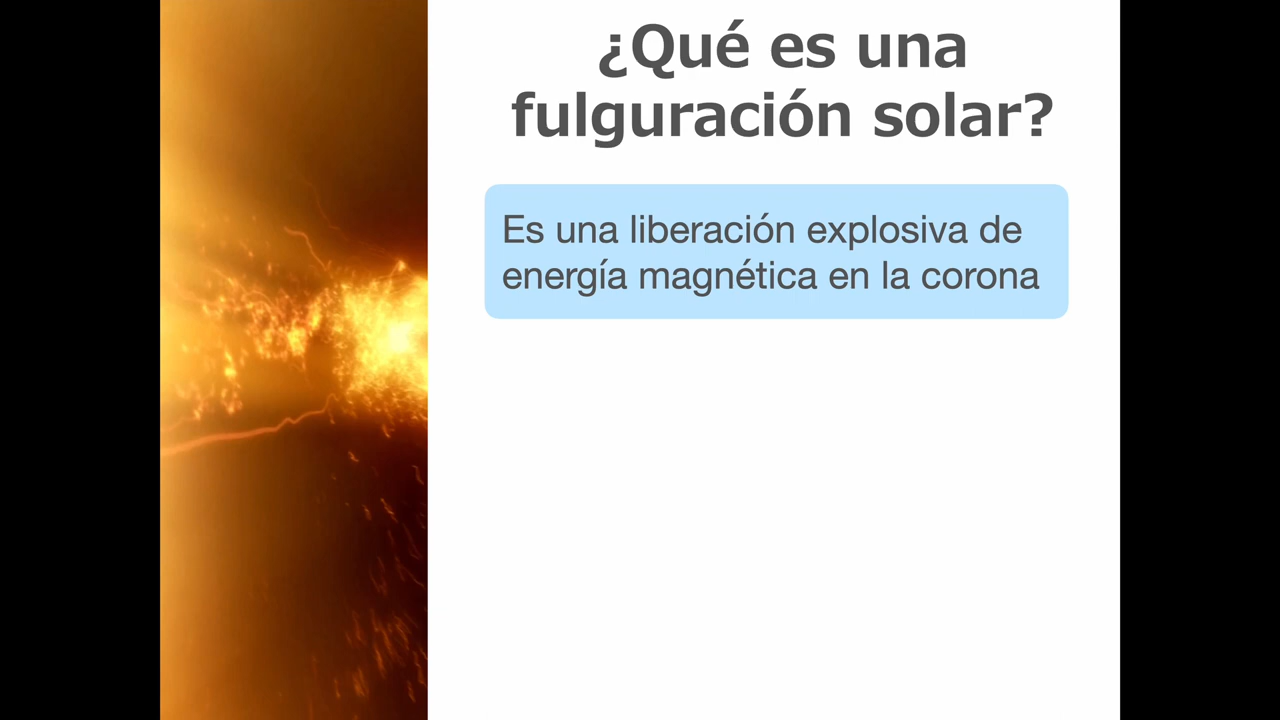 ¿Qué es una
fulguración solar?
Es una liberación explosiva de
energía magnética en la corona